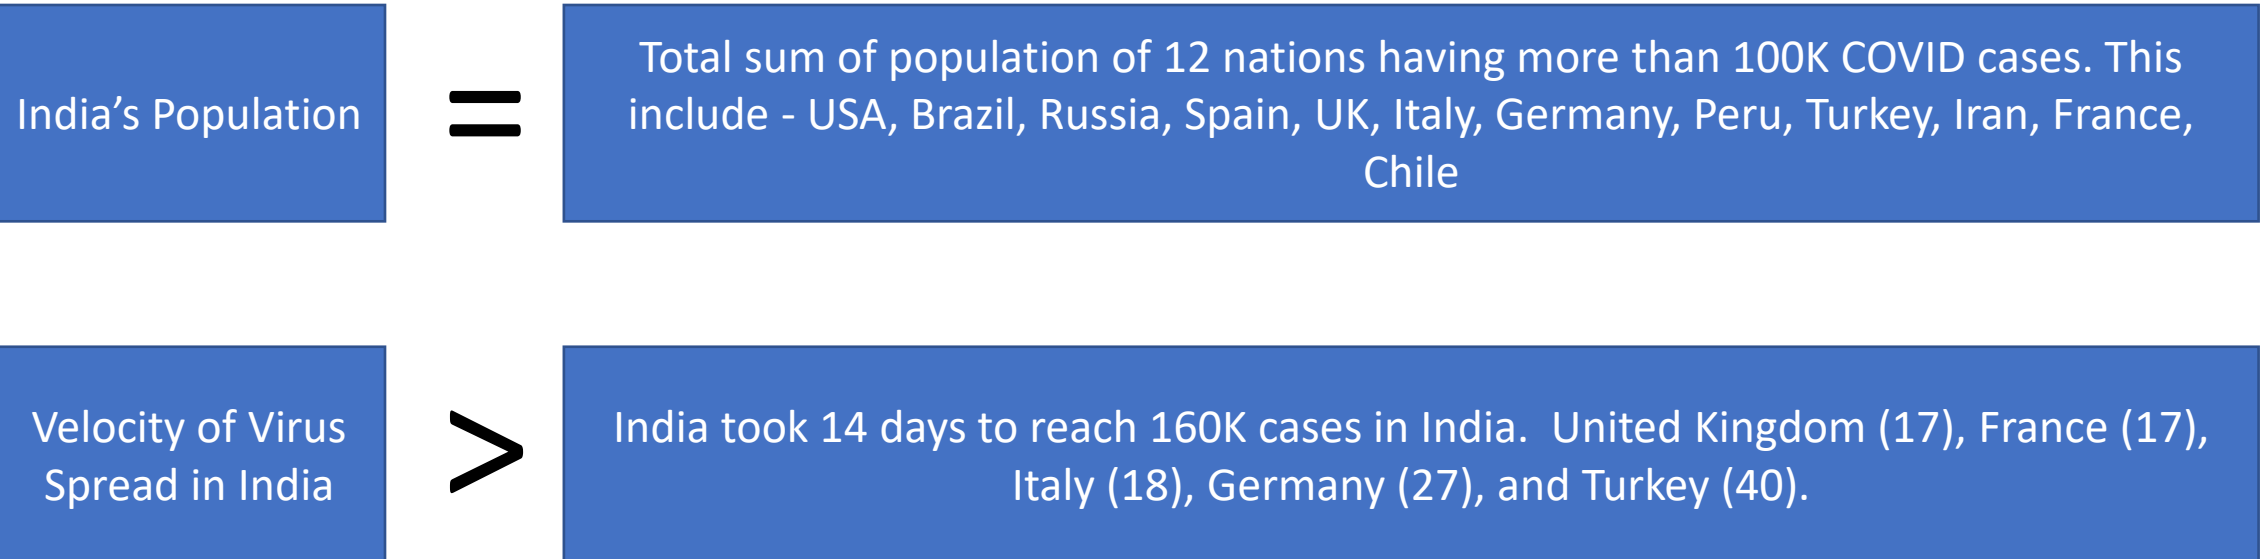 India’s Population
=
Total sum of population of 12 nations having more than 100K COVID cases. This
include - USA, Brazil, Russia, Spain, UK, Italy, Germany, Peru, Turkey, Iran, France,
Chile
Velocity of Virus
Spread in India
>
India took 14 days to reach 160K cases in India.  United Kingdom (17), France (17),
Italy (18), Germany (27), and Turkey (40).